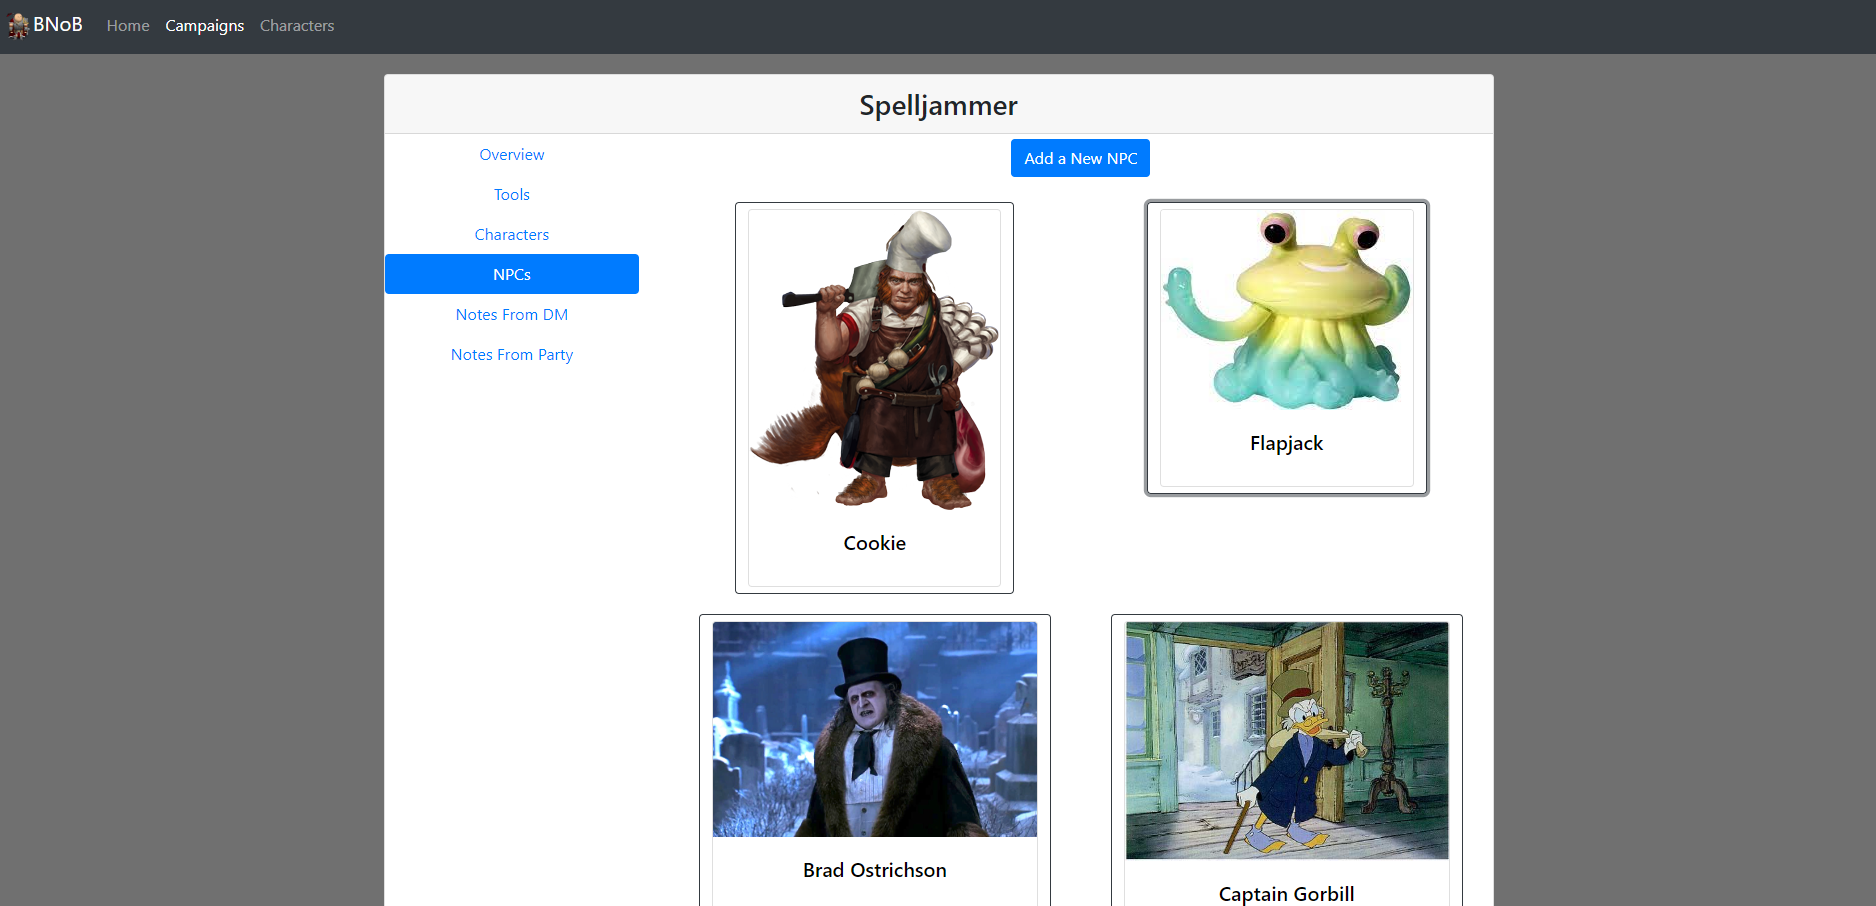 BNoB Home Campaigns Characters
Spelljammer
Overview
Tools
Characters
NPCs
Notes From DM
Notes From Party
Add a New NPC
Cookie
Flapjack
Brad Ostrichson
Captain Gorbill